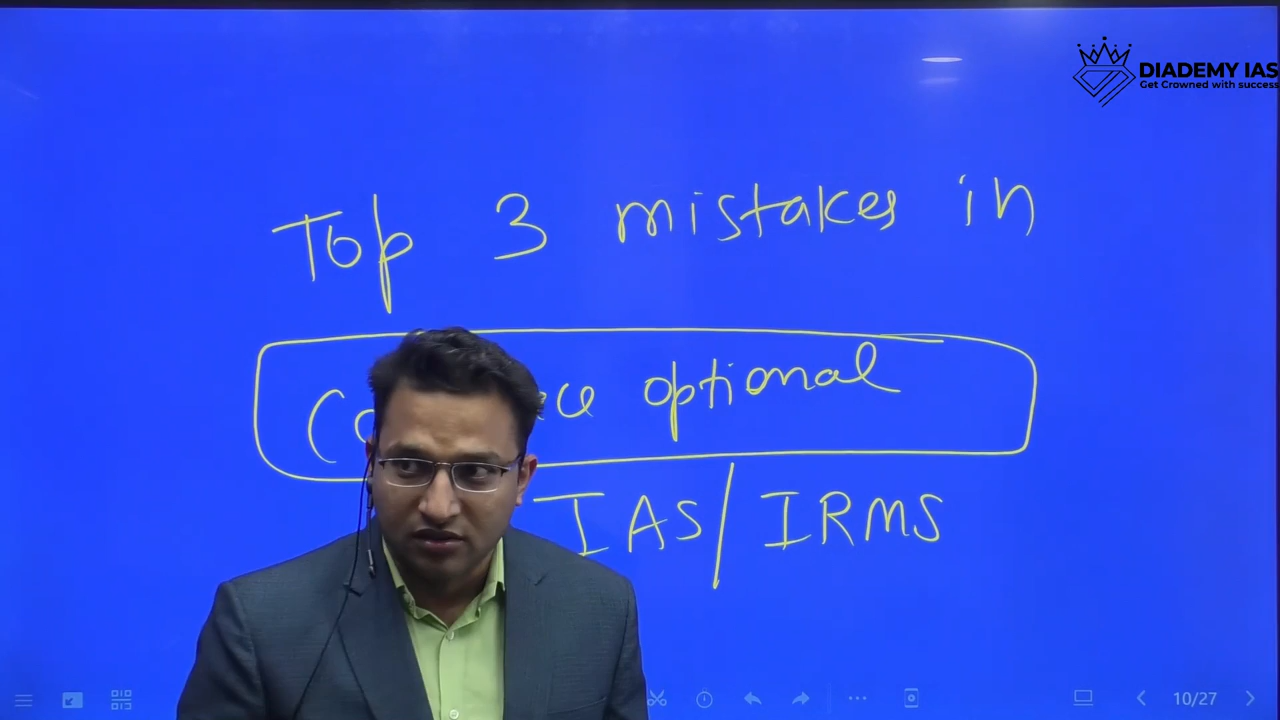 DIADEMY IAS
Get Crowned with success
Top 3 mistakes in
optional
IAS/IRMS
10/27